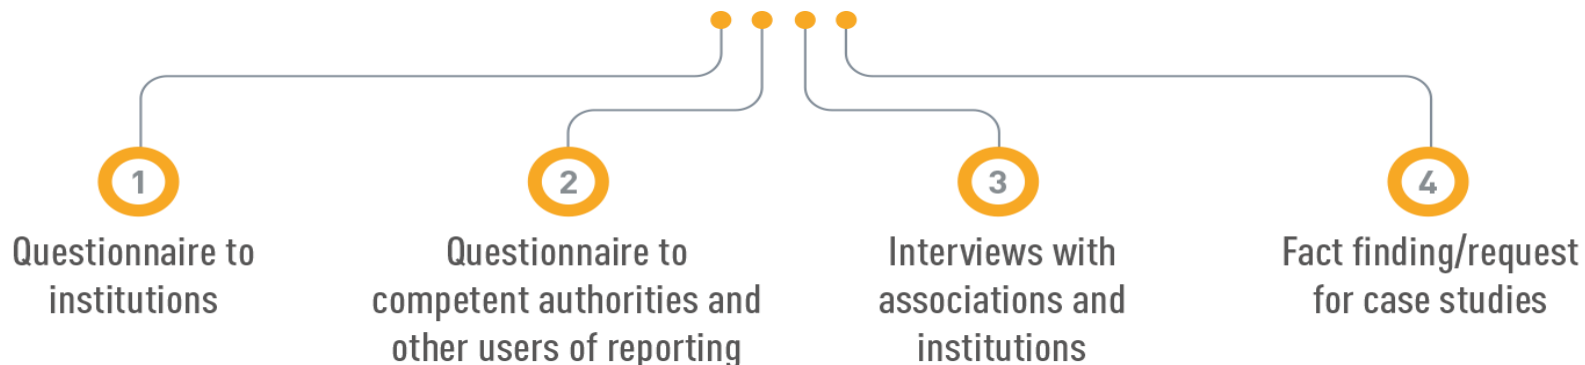 1
Questionnaire to
institutions
2
Questionnaire to
competent authorities and
other users of reporting
3
Interviews with
associations and
institutions
4
Fact finding/request
for case studies